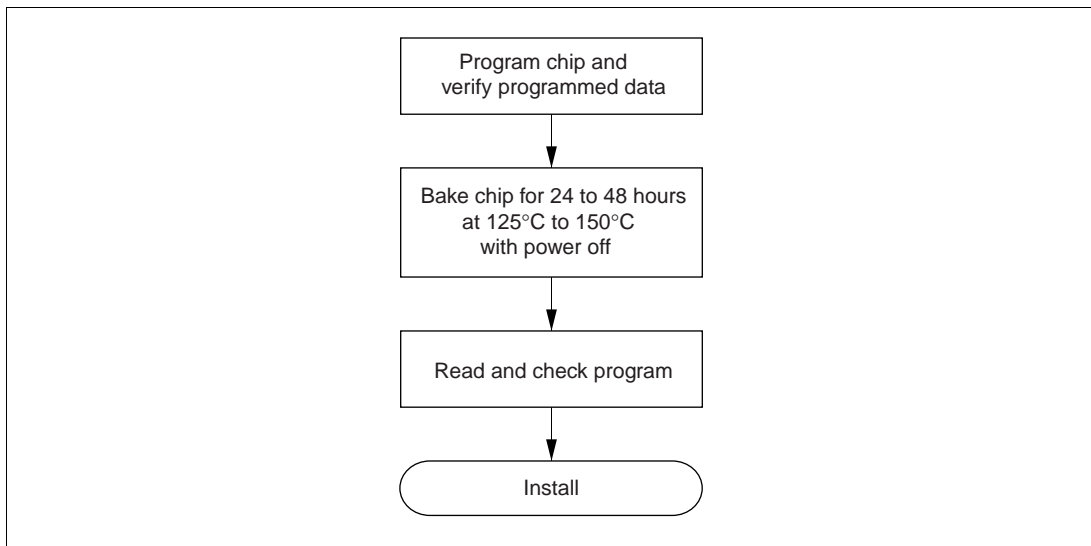 Program chip and
verify programmed data
Bake chip for 24 to 48 hours
at 125°C to 150°C
with power off
Read and check program
Install